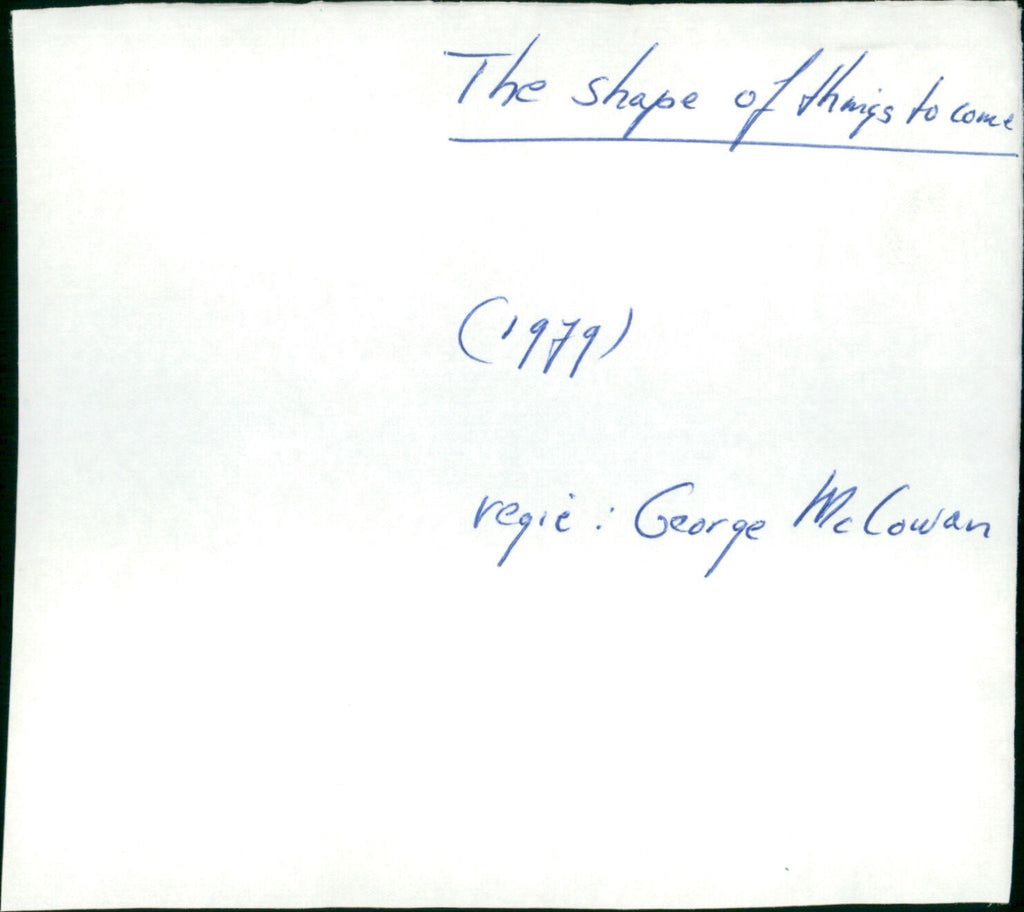 The shape of things to come
(1979)
regie : George McCowan